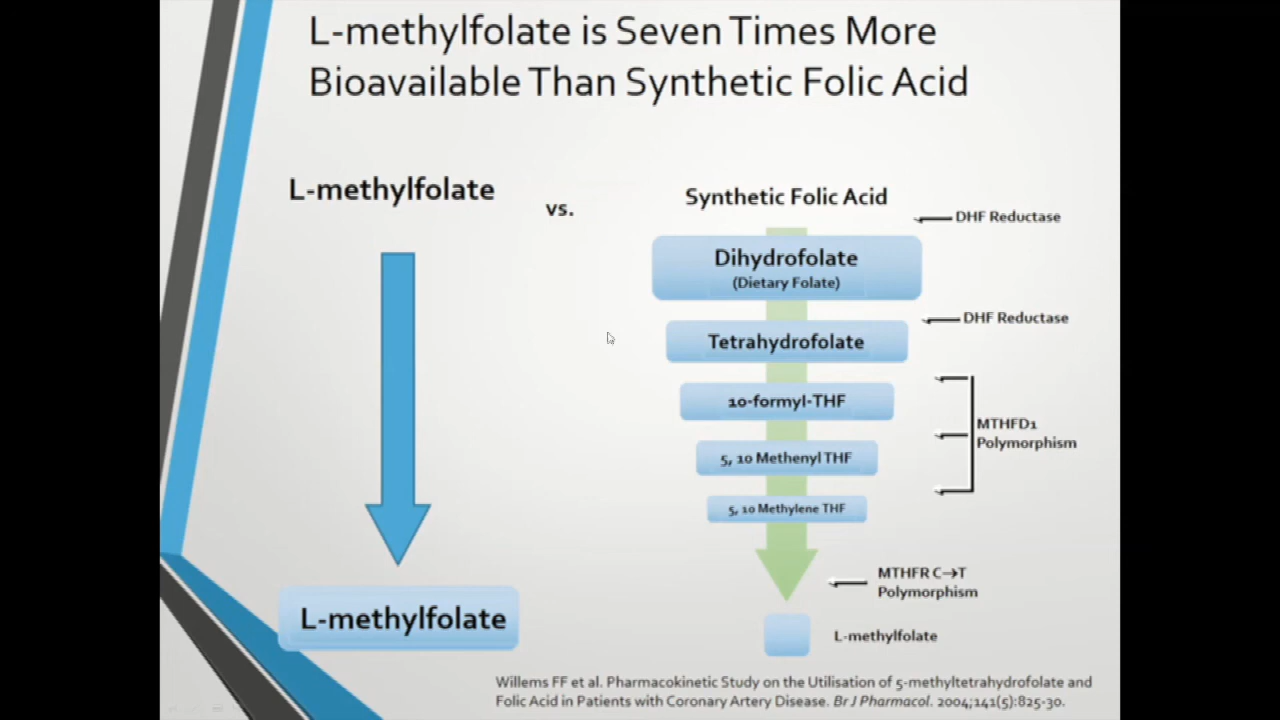 L-methylfolate is Seven Times More
Bioavailable Than Synthetic Folic Acid
L-methylfolate
vs.
Synthetic Folic Acid
DHF Reductase
Dihydrofolate
(Dietary Folate)
DHF Reductase
Tetrahydrofolate
10-formyl-THF
MTHFD1
Polymorphism
5, 10 Methenyl THF
5, 10 Methylene THF
MTHFR C→T
Polymorphism
L-methylfolate
L-methylfolate
Willems FF et al. Pharmacokinetic Study on the Utilisation of 5-methyltetrahydrofolate and
Folic Acid in Patients with Coronary Artery Disease. Br J Pharmacol. 2004;141(5):825-30.